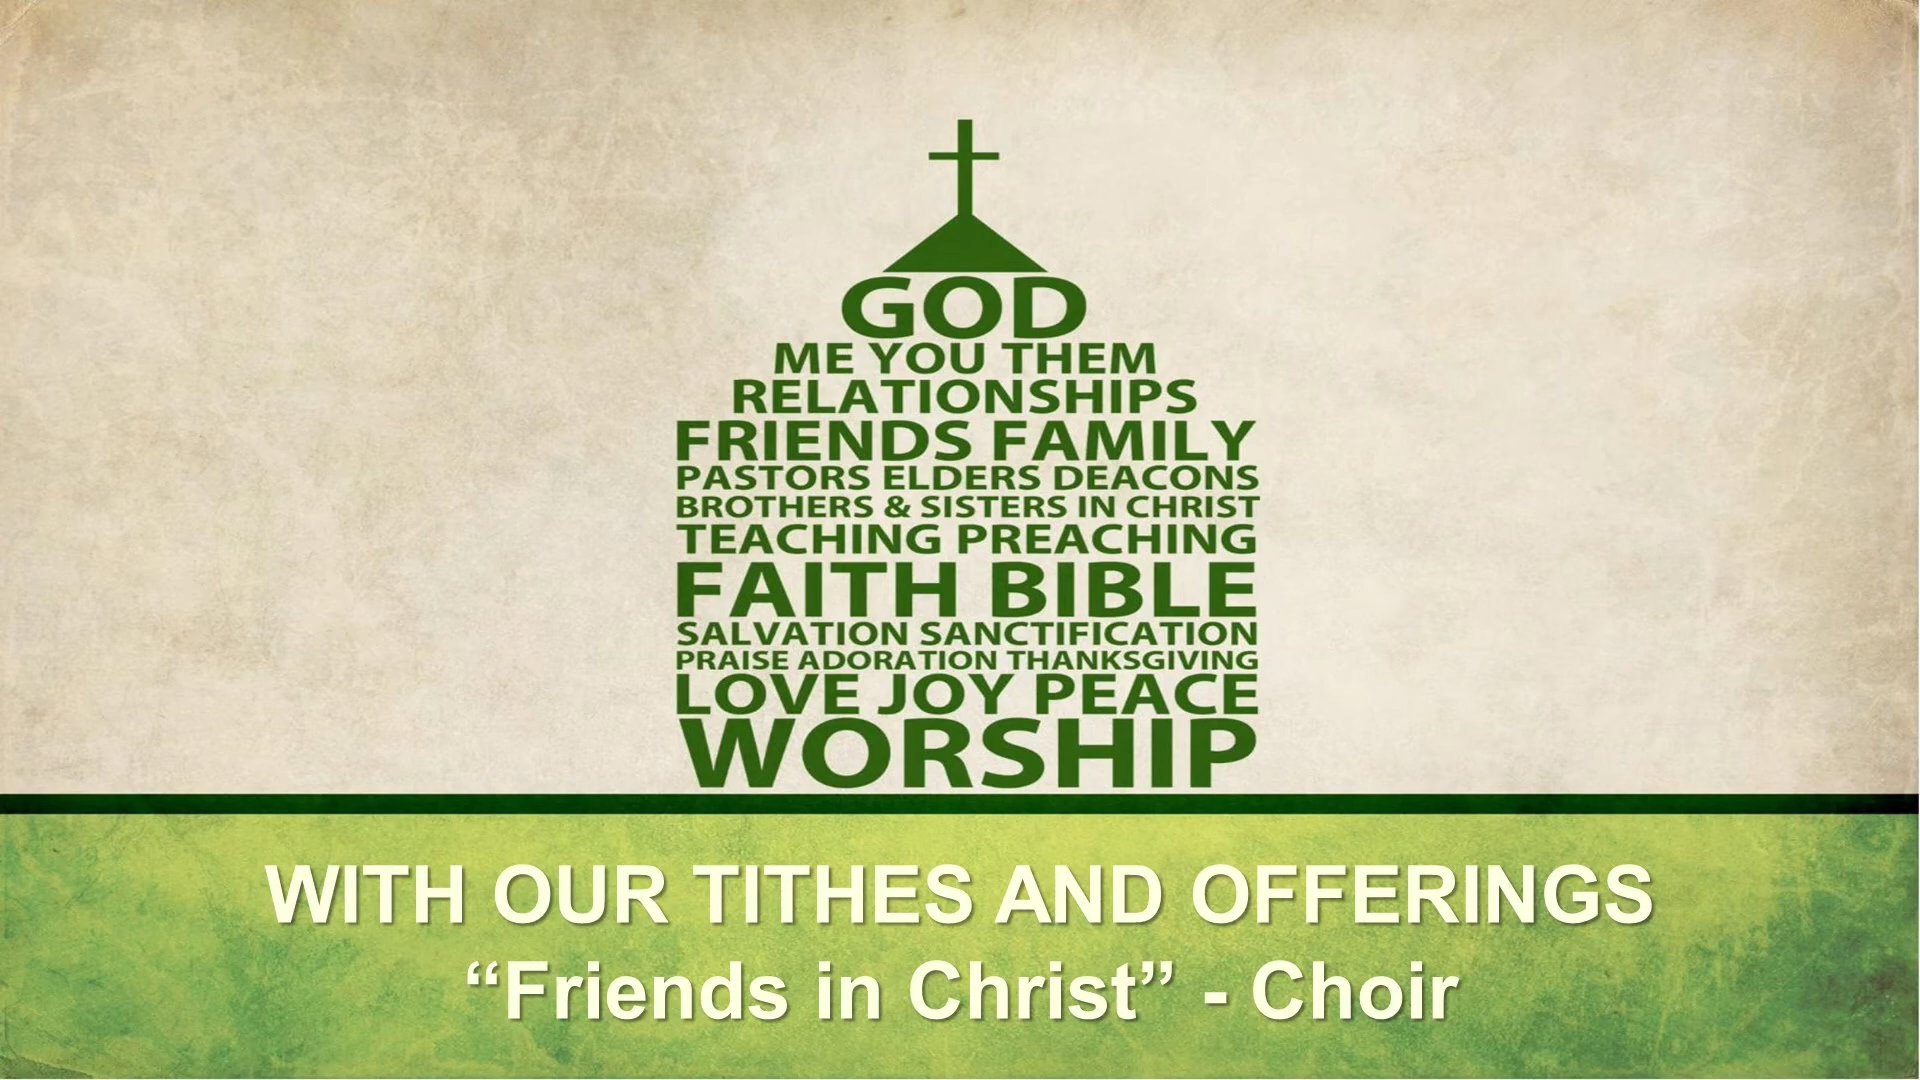 GOD
ME YOU THEM
RELATIONSHIPS
FRIENDS FAMILY
PASTORS ELDERS DEACONS
BROTHERS & SISTERS IN CHRIST
TEACHING PREACHING
FAITH BIBLE
SALVATION SANCTIFICATION
PRAISE ADORATION THANKSGIVING
LOVE JOY PEACE
WORSHIP
WITH OUR TITHES AND OFFERINGS
“Friends in Christ” - Choir